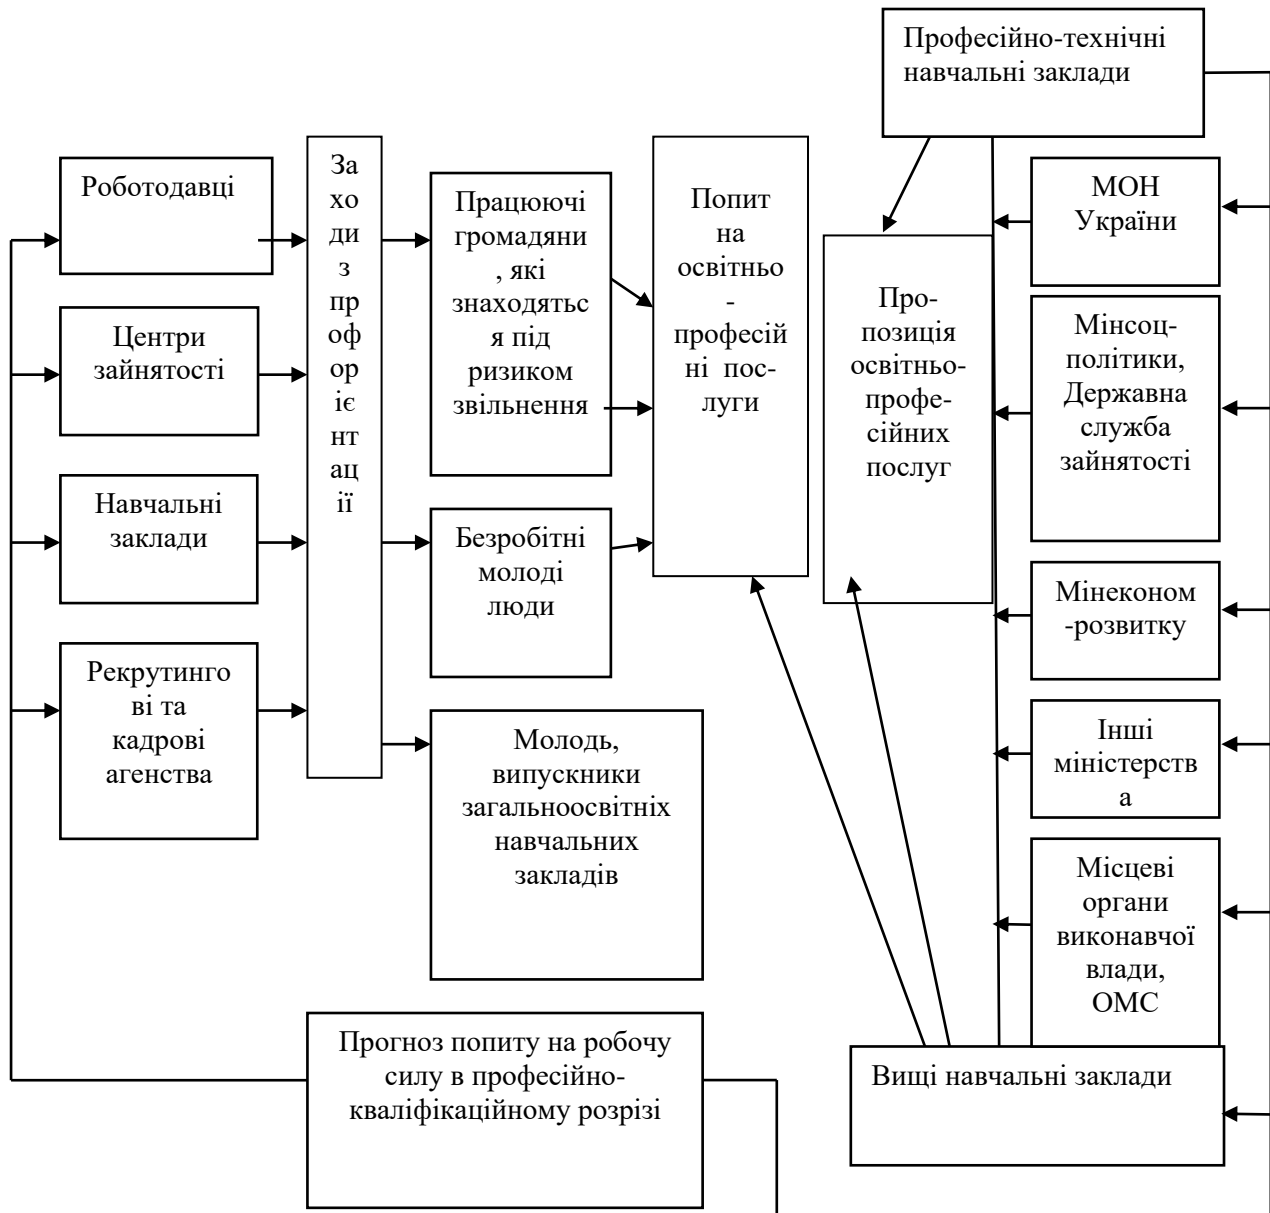 Професійно-технічні
навчальні заклади
Роботодавці
Центри
зайнятості
Навчальні
заклади
Рекрутинго
ві та
кадрові
агенства
За
хо
ди
з
пр
оф
ор
іє
нт
ац
ії
Працюючі
громадяни
, які
знаходятьс
я під
ризиком
звільнення
Безробітні
молоді
люди
Молодь,
випускники
загальноосвітніх
навчальних
закладів
Попит
на
освітньо
-
професій
ні пос-
луги
Про-
позиція
освітньо-
профе-
сійних
послуг
МОН
України
Мінсоц-
політики,
Державна
служба
зайнятості
Мінеконом
-розвитку
Інші
міністерств
а
Місцеві
органи
виконавчої
влади,
ОМС
Прогноз попиту на робочу
силу в професійно-
кваліфікаційному розрізі
Вищі навчальні заклади